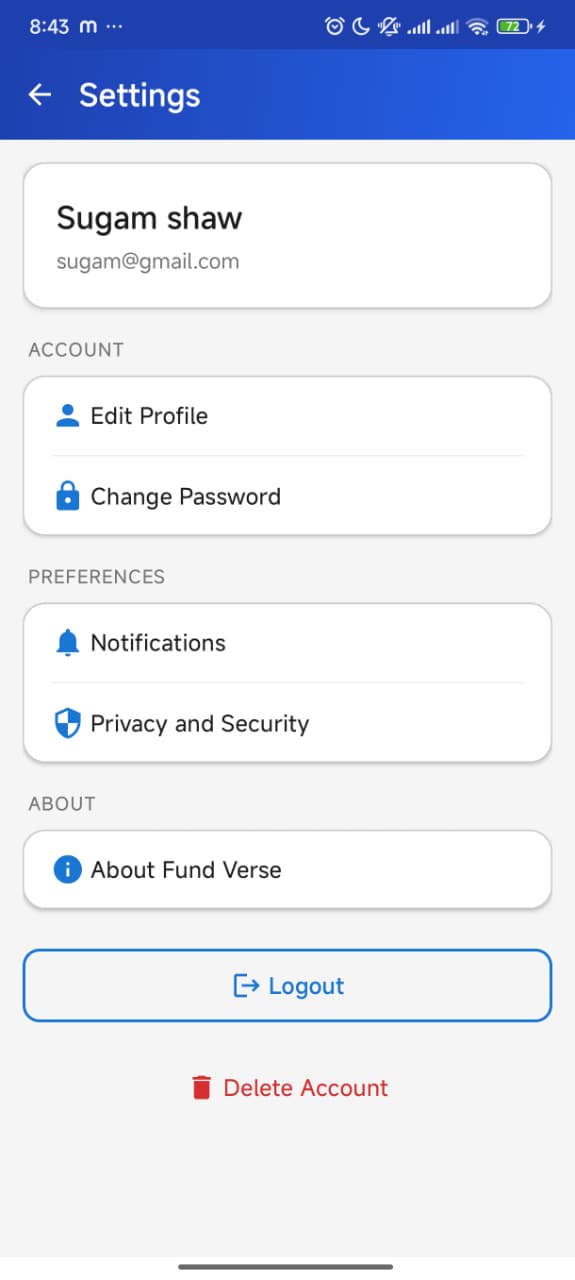 8:43 m ...
72
Settings
Sugam shaw
sugam@gmail.com
ACCOUNT
Edit Profile
Change Password
PREFERENCES
Notifications
Privacy and Security
ABOUT
About Fund Verse
Logout
Delete Account